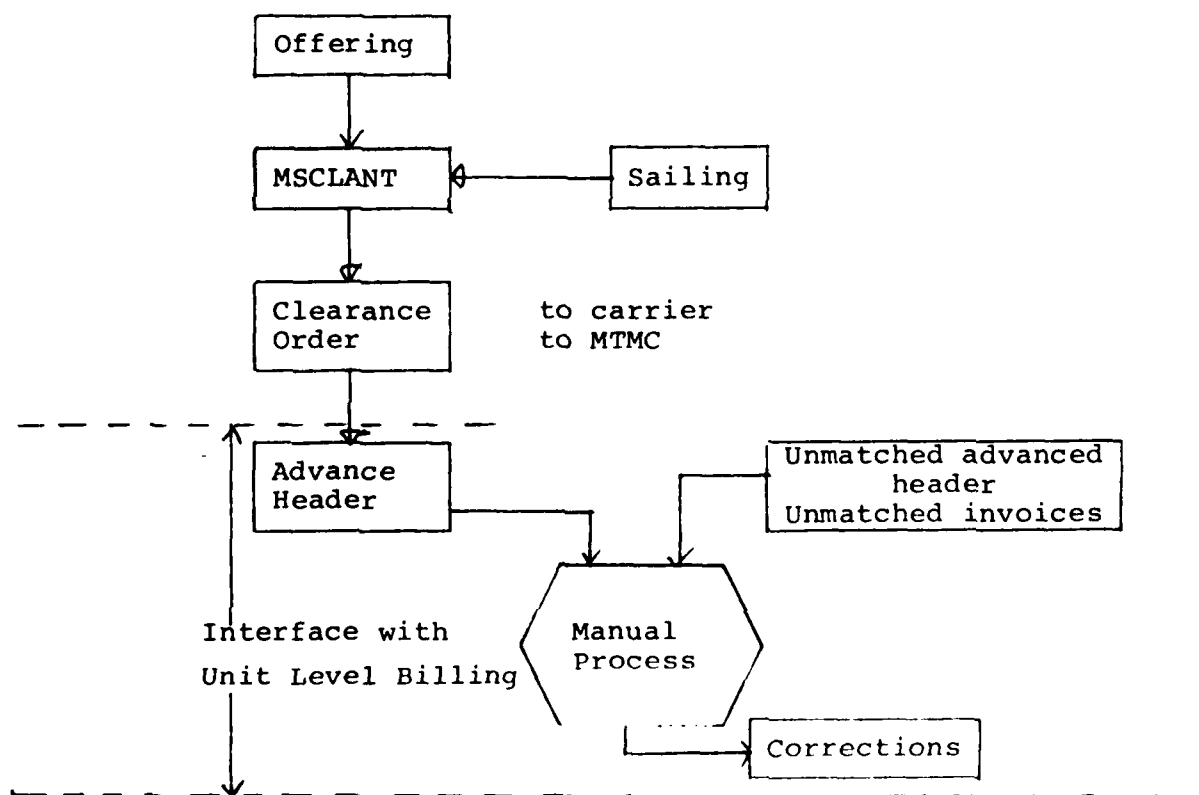 Offering
MSCLANT
Sailing
Clearance
Order
to carrier
to MTMC
Advance
Header
Unmatched advanced
header
Unmatched invoices
Interface with
Unit Level Billing
Manual
Process
Corrections